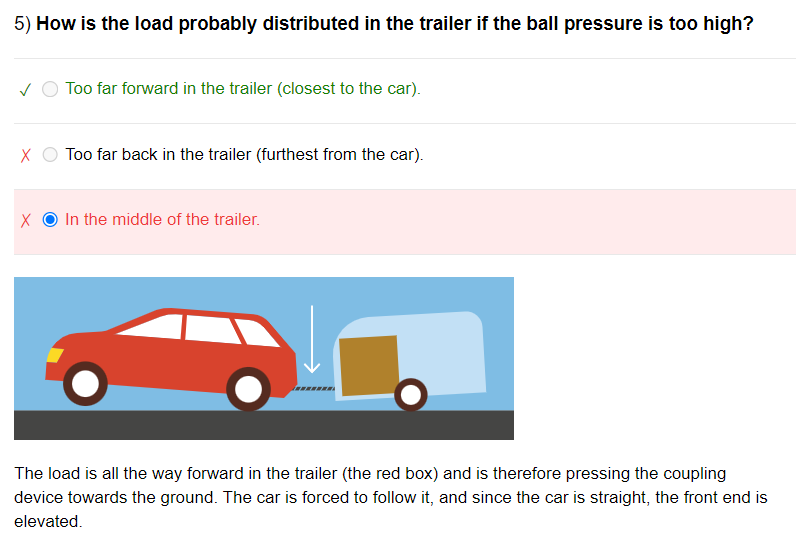 5) How is the load probably distributed in the trailer if the ball pressure is too high?
✓ Too far forward in the trailer (closest to the car).
X Too far back in the trailer (furthest from the car).
X In the middle of the trailer.
The load is all the way forward in the trailer (the red box) and is therefore pressing the coupling
device towards the ground. The car is forced to follow it, and since the car is straight, the front end is
elevated.